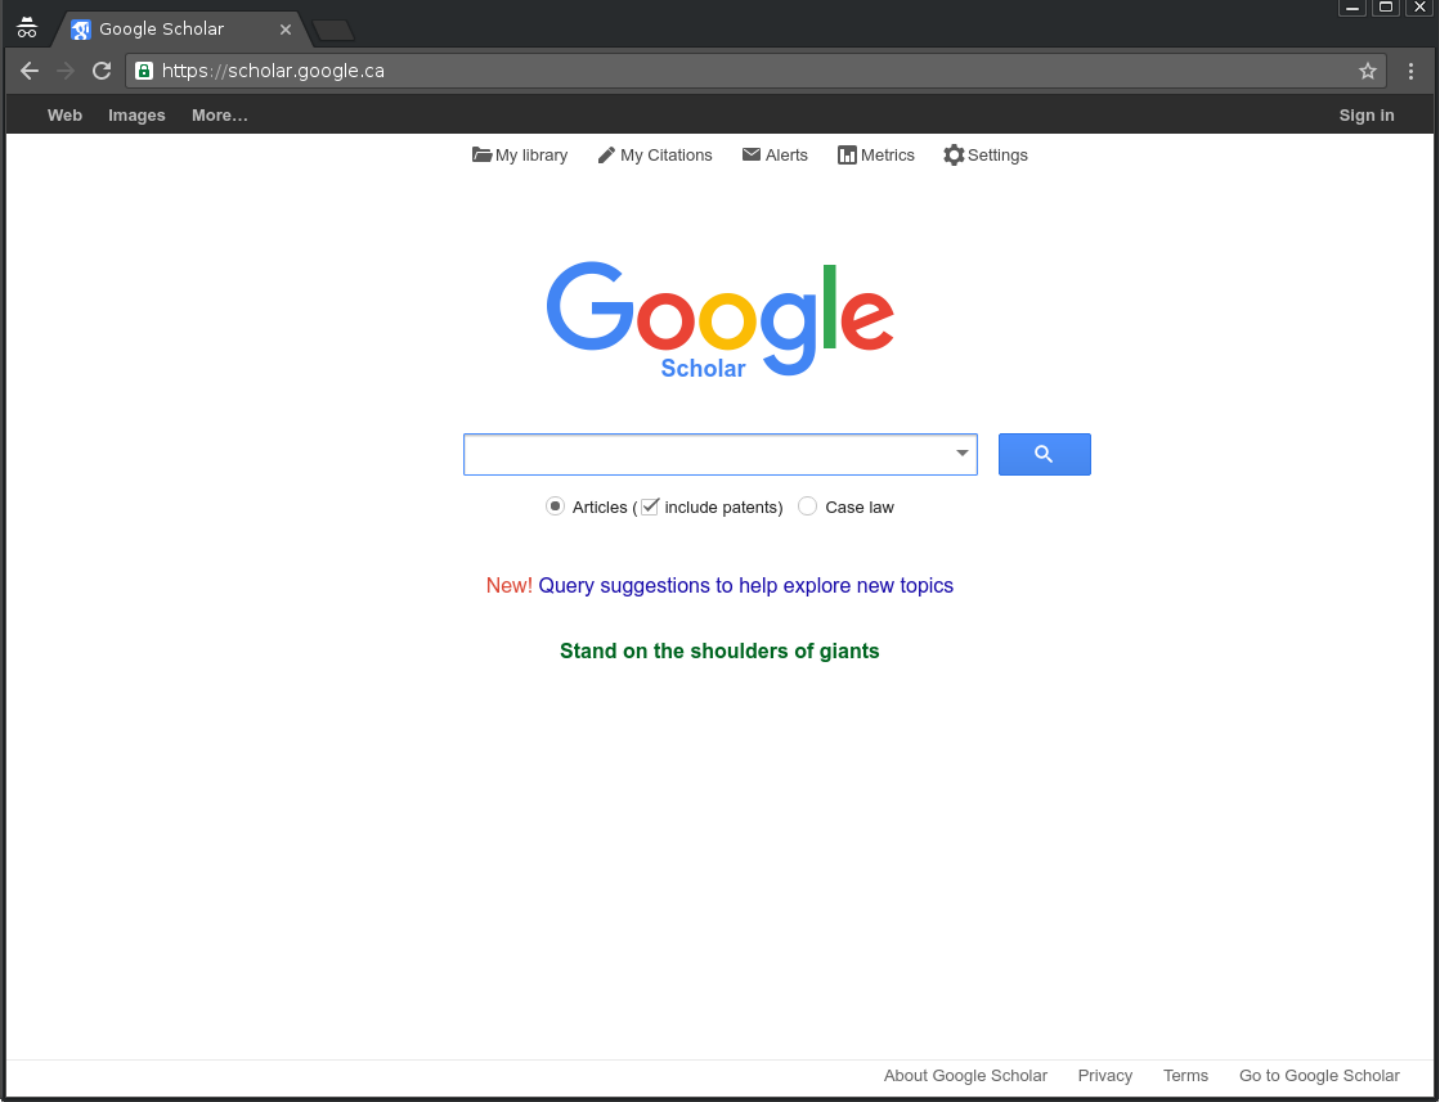 Google Scholar
https://scholar.google.ca
Web Images More... Sign in
My library My Citations Alerts Metrics Settings
Google
Scholar
Articles ( include patents) Case law
New! Query suggestions to help explore new topics
Stand on the shoulders of giants
About Google Scholar Privacy Terms Go to Google Scholar